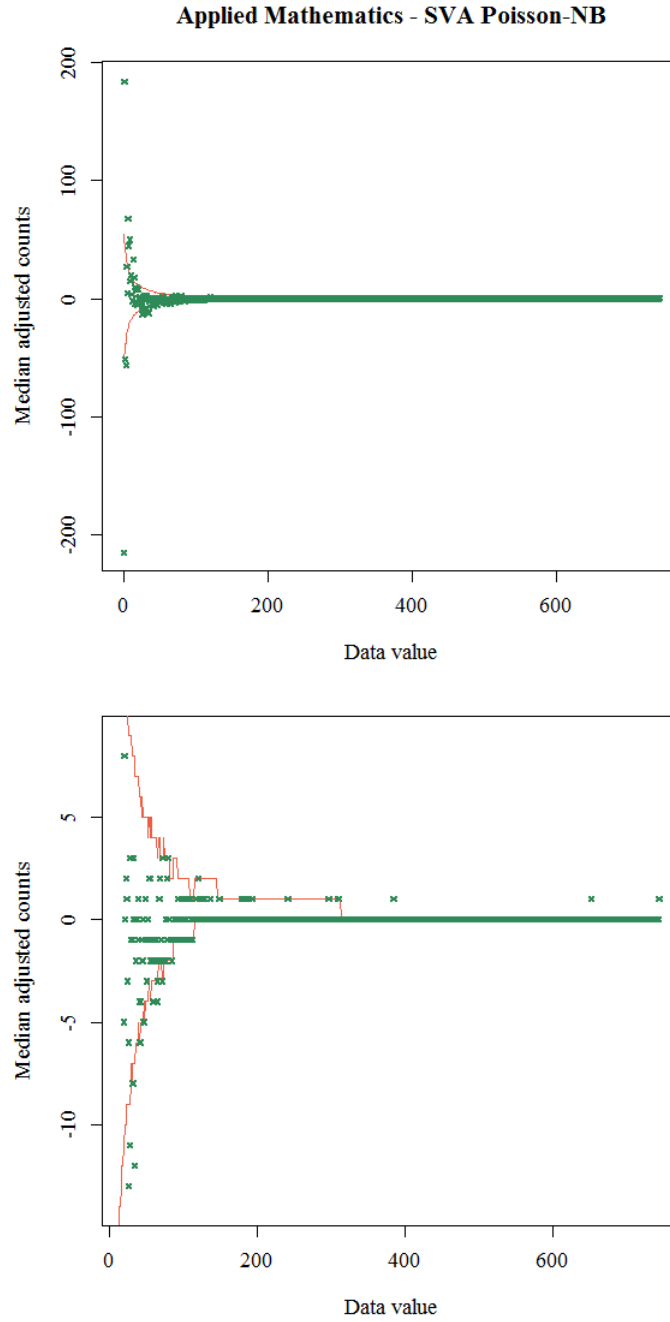 Applied Mathematics - SVA Poisson-NB
Median adjusted counts
200
100
0
-100
-200
0 200 400 600
Data value
Median adjusted counts
5
0
-5
-10
0 200 400 600
Data value